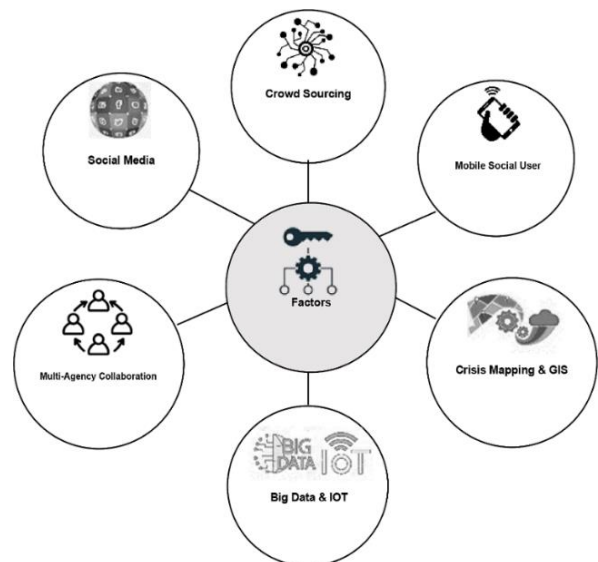 Crowd Sourcing
Social Media
Mobile Social User
Factors
Multi-Agency Collaboration
Crisis Mapping & GIS
BIG
DATA
IOT
Big Data & IOT